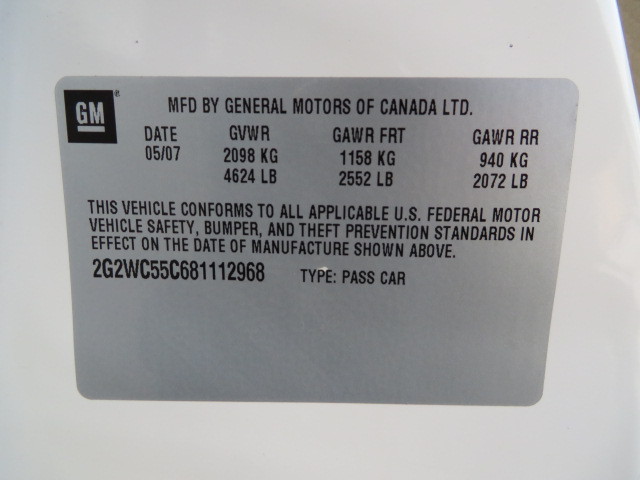 GM ®
MFD BY GENERAL MOTORS OF CANADA LTD.
DATE GVWR GAWR FRT GAWR RR
05/07 2098 KG 1158 KG 940 KG
4624 LB 2552 LB 2072 LB
THIS VEHICLE CONFORMS TO ALL APPLICABLE U.S. FEDERAL MOTOR
VEHICLE SAFETY, BUMPER, AND THEFT PREVENTION STANDARDS IN
EFFECT ON THE DATE OF MANUFACTURE SHOWN ABOVE.
2G2WC55C681112968 TYPE: PASS CAR